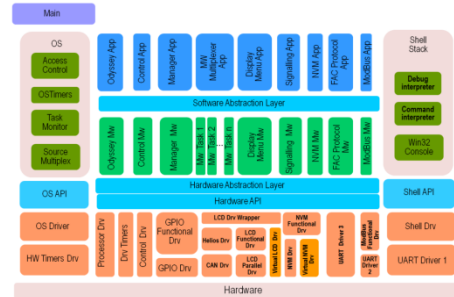 Main
OS
Access
Control
OSTimers
Task
Monitor
Source
Multiplex
OS API
OS Driver
HW Timers Drv
Odyssey App
Control App
Manager App
MW
Multiplexer
App
Display
Menu App
Signalling App
NVM App
FAC Protocol
App
ModBus App
Software Abstraction Layer
Odyssey Mw
Control Mw
Manager Mw
Mw Task 1
Mw Task 2
......
Mw Task n
Display
Menu Mw
Signalling Mw
NVM Mw
FAC Protocol
Mw
ModBus Mw
Hardware Abstraction Layer
Hardware API
Processor Drv
Drv Timers
Control Drv
GPIO
Functional
Drv
GPIO Drv
LCD Drv Wrapper
Helios Drv
CAN Drv
LCD
Functional
Drv
LCD
Parallel
Drv
Virtual LCD Drv
NVM
Functional
Drv
NVM Drv
Virtual NVM
Drv
UART Driver 3
ModBus
Functional
Drv
UART
Driver
2
Shell
Stack
Debug
interpreter
Command
interpreter
Win32
Console
Shell API
Shell Drv
UART Driver 1
Hardware